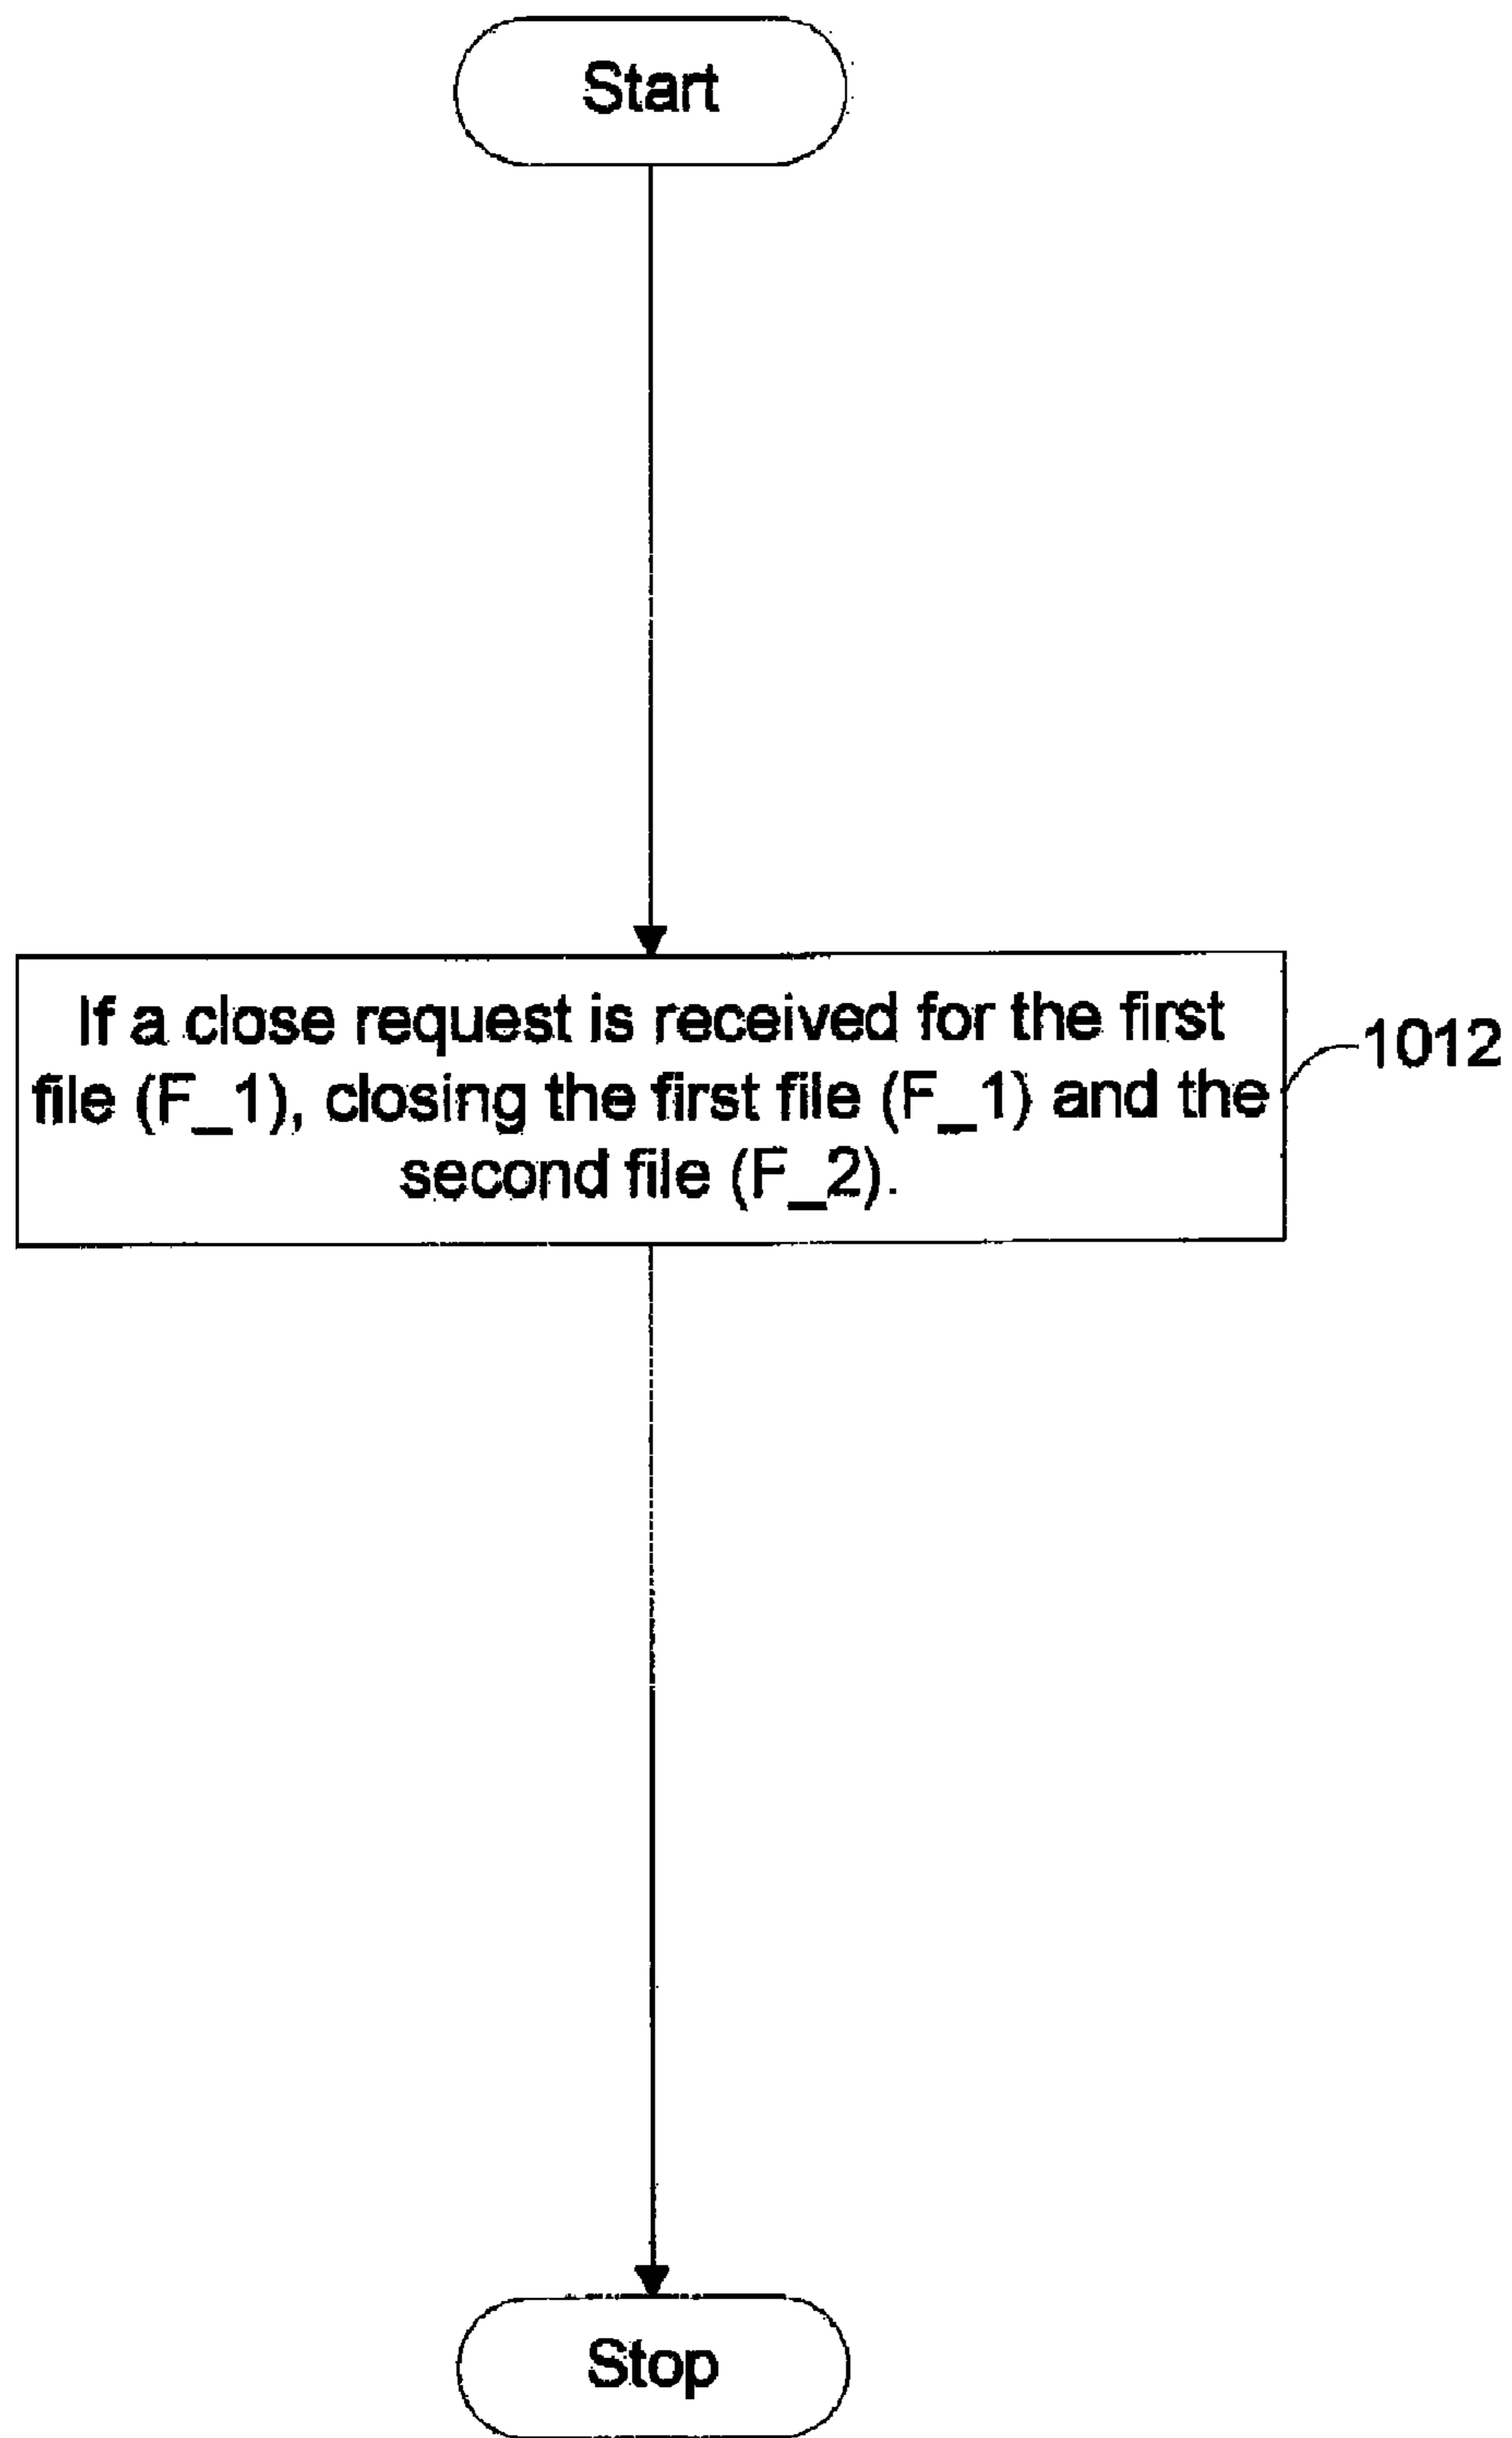 Start
If a close request is received for the first
file (F_1), closing the first file (F_1) and the
second file (F_2).
1012
Stop